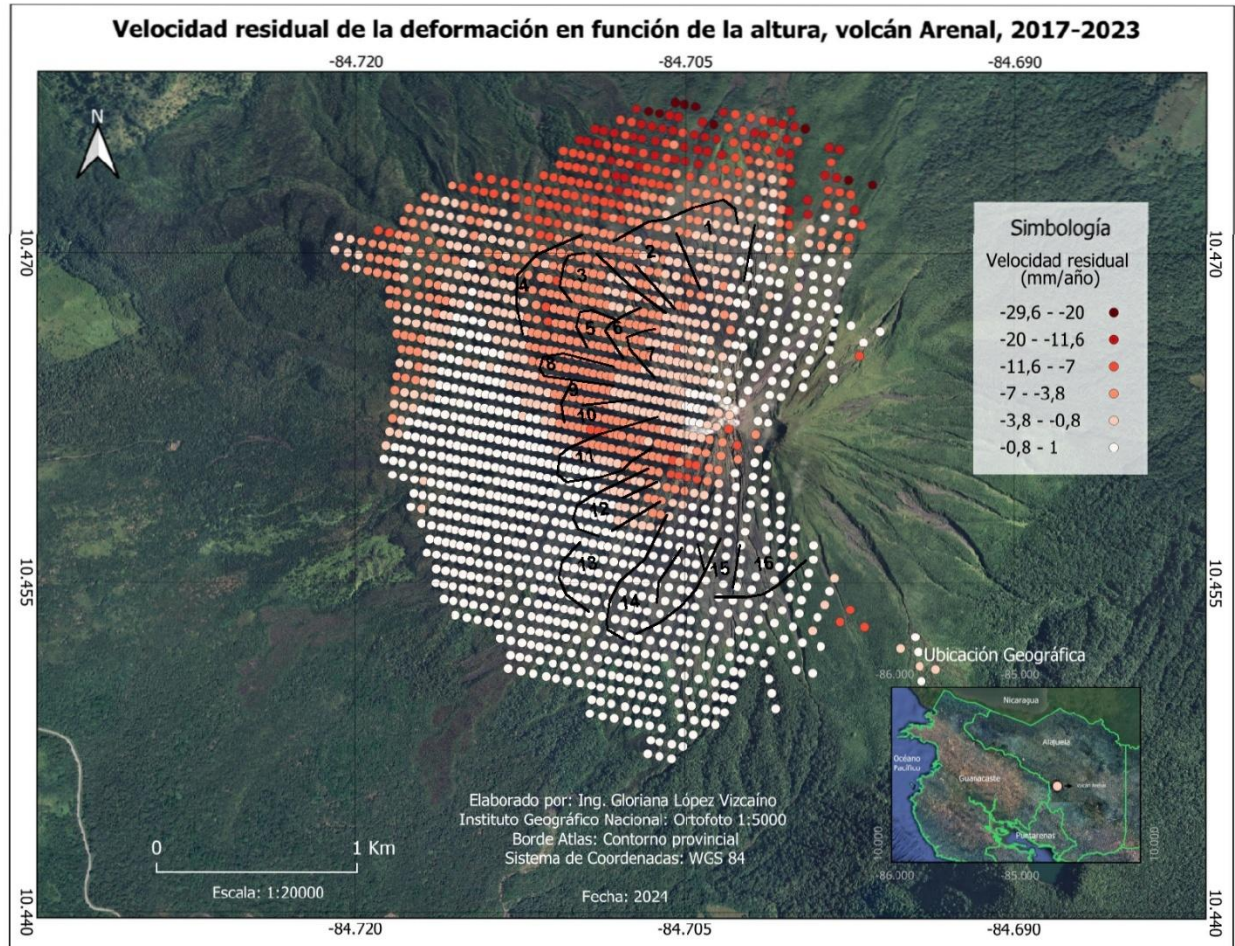 Velocidad residual de la deformación en función de la altura, volcán Arenal, 2017-2023
-84.720
-84.705
-84.690
N
10.470
10.470
Simbología
Velocidad residual
(mm/año)
-29,6 - -20
-20 - -11,6
-11,6 - -7
-7 - -3,8
-3,8 - -0,8
-0,8 - 1
1
2
3
4
5
6
7
8
9
10
11
12
13
14
15
16
10.455
10.455
Ubicación Geográfica
-86.000
-85.000
Nicaragua
Alajuela
Océano
Pacífico
Guanacaste
Puntarenas
10.000
10.000
-86.000
-85.000
Elaborado por: Ing. Gloriana López Vizcaíno
Instituto Geográfico Nacional: Ortofoto 1:5000
Borde Atlas: Contorno provincial
Sistema de Coordenadas: WGS 84
Fecha: 2024
0
1 Km
Escala: 1:20000
10.440
10.440
-84.720
-84.705
-84.690